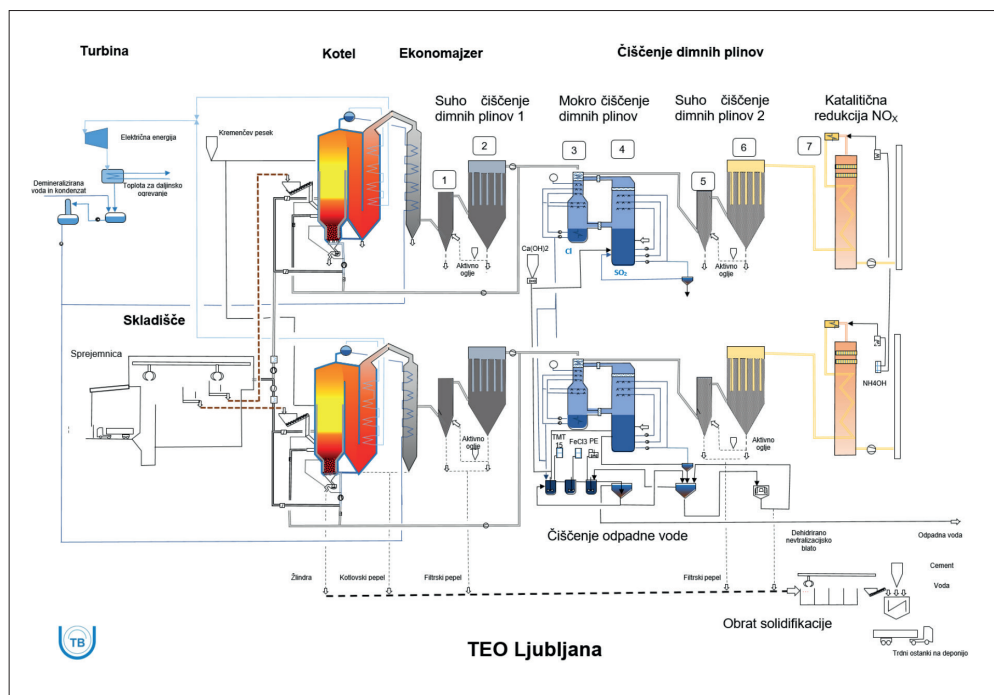 Turbina
Kotel
Ekonomajzer
Čiščenje dimnih plinov
Suho čiščenje
dimnih plinov 1
Mokro čiščenje
dimnih plinov
Suho čiščenje
dimnih plinov 2
Katalitična
redukcija NOX
Električna energija
Kremenčev pesek
Demineralizirana
voda in kondenzat
Toplota za daljinsko
ogrevanje
1
2
3
4
5
6
7
Aktivno
oglje
Ca(OH)2
Cl
SO2
Aktivno
oglje
Skladišče
Sprejemnica
Aktivno
oglje
TMT
15
FeCl3
PE
Aktivno
oglje
NH4OH
Čiščenje odpadne vode
Dehidrirano
nevtralizacijsko
blato
Odpadna voda
Žlindra
Kotlovski pepel
Filtrski pepel
Filtrski pepel
Cement
Voda
Obrat solidifikacije
Trdni ostanki na deponijo
TB
TEO Ljubljana